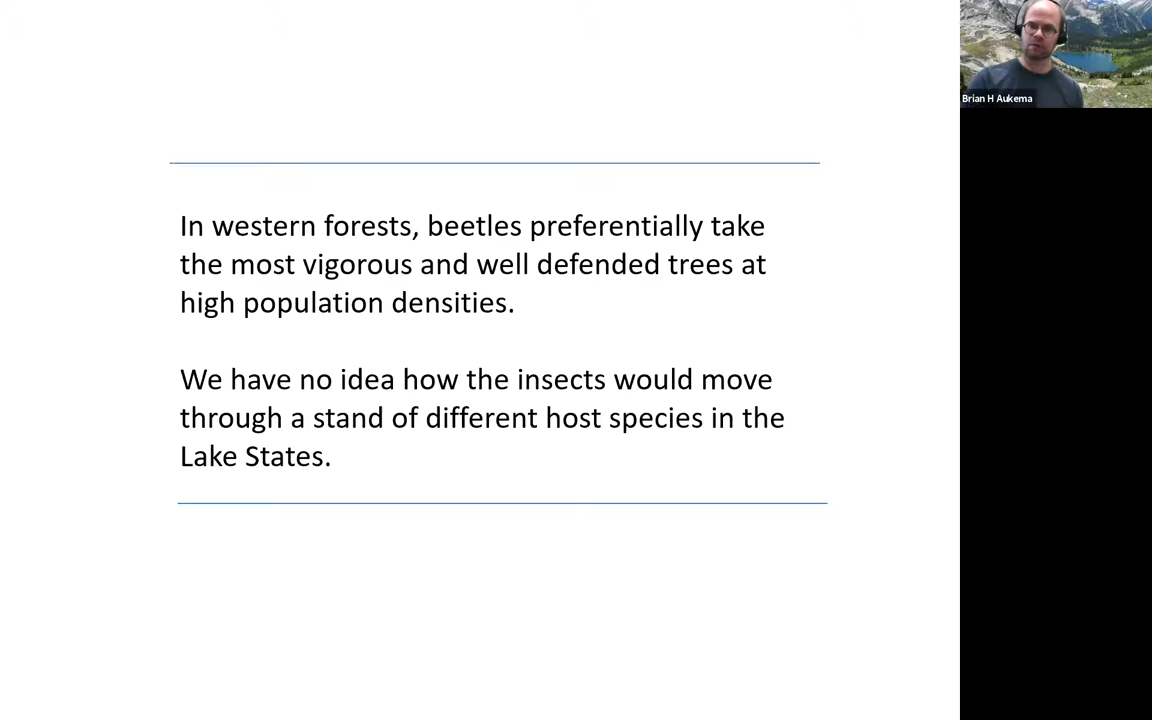 Brian H Aukema
In western forests, beetles preferentially take
the most vigorous and well defended trees at
high population densities.
We have no idea how the insects would move
through a stand of different host species in the
Lake States.